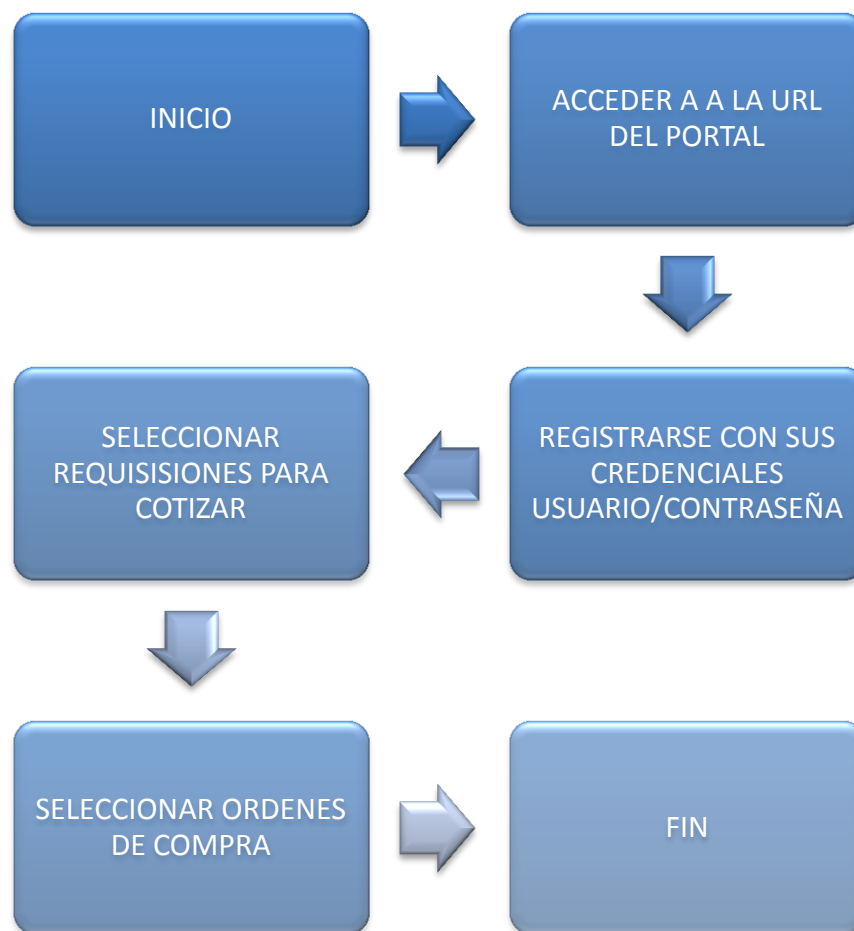 INICIO
ACCEDER A A LA URL
DEL PORTAL
REGISTRARSE CON SUS
CREDENCIALES
USUARIO/CONTRASEÑA
SELECCIONAR
REQUISISIONES PARA
COTIZAR
SELECCIONAR ORDENES
DE COMPRA
FIN